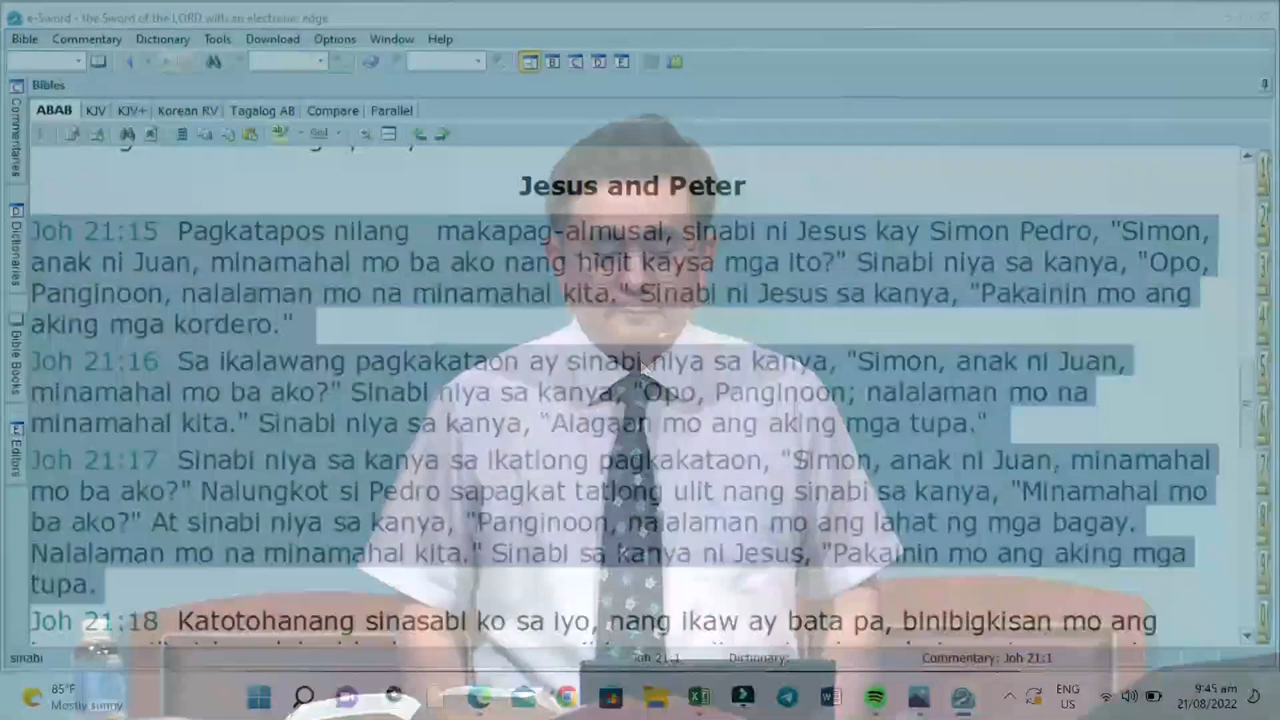 e-Sword - the Sword of the LORD with an electronic edge
Bible Commentary Dictionary Tools Download Options Window Help
Bibles
ABAB KJV KJV+ Korean RV Tagalog AB Compare Parallel
Commentaries
Dictionaries
Bible Books
Editors
Jesus and Peter
Joh 21:15 Pagkatapos nilang makapag-almusal, sinabi ni Jesus kay Simon Pedro, "Simon,
anak ni Juan, minamahal mo ba ako nang higit kaysa mga ito?" Sinabi niya sa kanya, "Opo,
Panginoon, nalalaman mo na minamahal kita." Sinabi ni Jesus sa kanya, "Pakainin mo ang
aking mga kordero."
Joh 21:16 Sa ikalawang pagkakataon ay sinabi niya sa kanya, "Simon, anak ni Juan,
minamahal mo ba ako?" Sinabi niya sa kanya, "Opo, Panginoon; nalalaman mo na
minamahal kita." Sinabi niya sa kanya, "Alagaan mo ang aking mga tupa."
Joh 21:17 Sinabi niya sa kanya sa ikatlong pagkakataon, "Simon, anak ni Juan, minamahal
mo ba ako?" Nalungkot si Pedro sapagkat tatlong ulit nang sinabi sa kanya, "Minamahal mo
ba ako?" At sinabi niya sa kanya, "Panginoon, nalalaman mo ang lahat ng mga bagay.
Nalalaman mo na minamahal kita." Sinabi sa kanya ni Jesus, "Pakainin mo ang aking mga
tupa.
Joh 21:18 Katotohanang sinasabi ko sa iyo, nang ikaw ay bata pa, binibigkisan mo ang
sinabi Joh 21:1 Dictionary: Commentary: Joh 21:1
85°F
Mostly sunny
ENG
US
9:45 am
21/08/2022